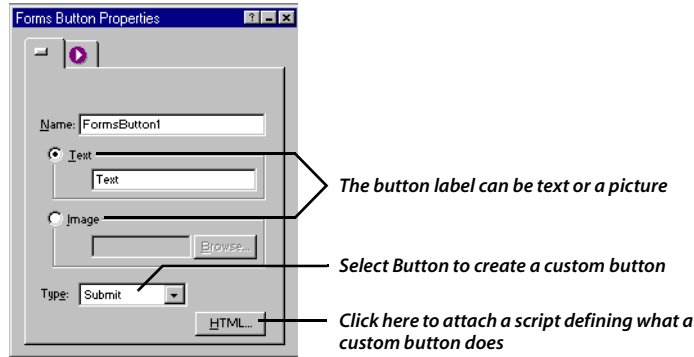 Forms Button Properties
Name: FormsButton1
Text
Text
The button label can be text or a picture
Image
Browse...
Select Button to create a custom button
Type: Submit
HTML...
Click here to attach a script defining what a
custom button does